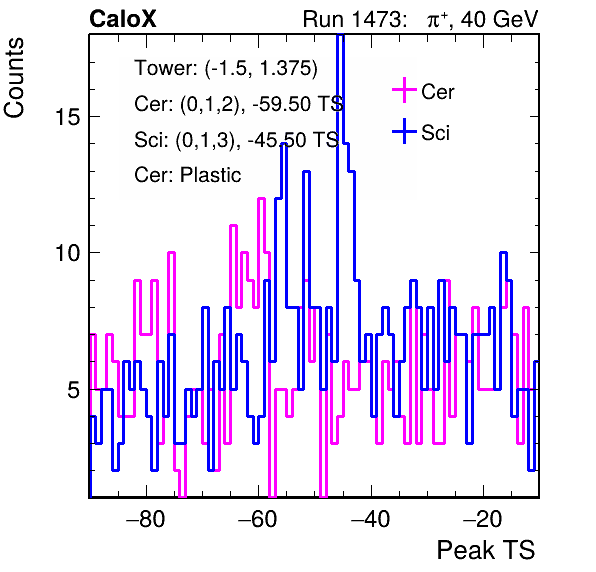 CaloX Run 1473: π+, 40 GeV
Counts
Tower: (-1.5, 1.375)
Cer: (0,1,2), -59.50 TS
Sci: (0,1,3), -45.50 TS
Cer: Plastic
Cer
Sci
15
10
5
−80 −60 −40 −20
Peak TS